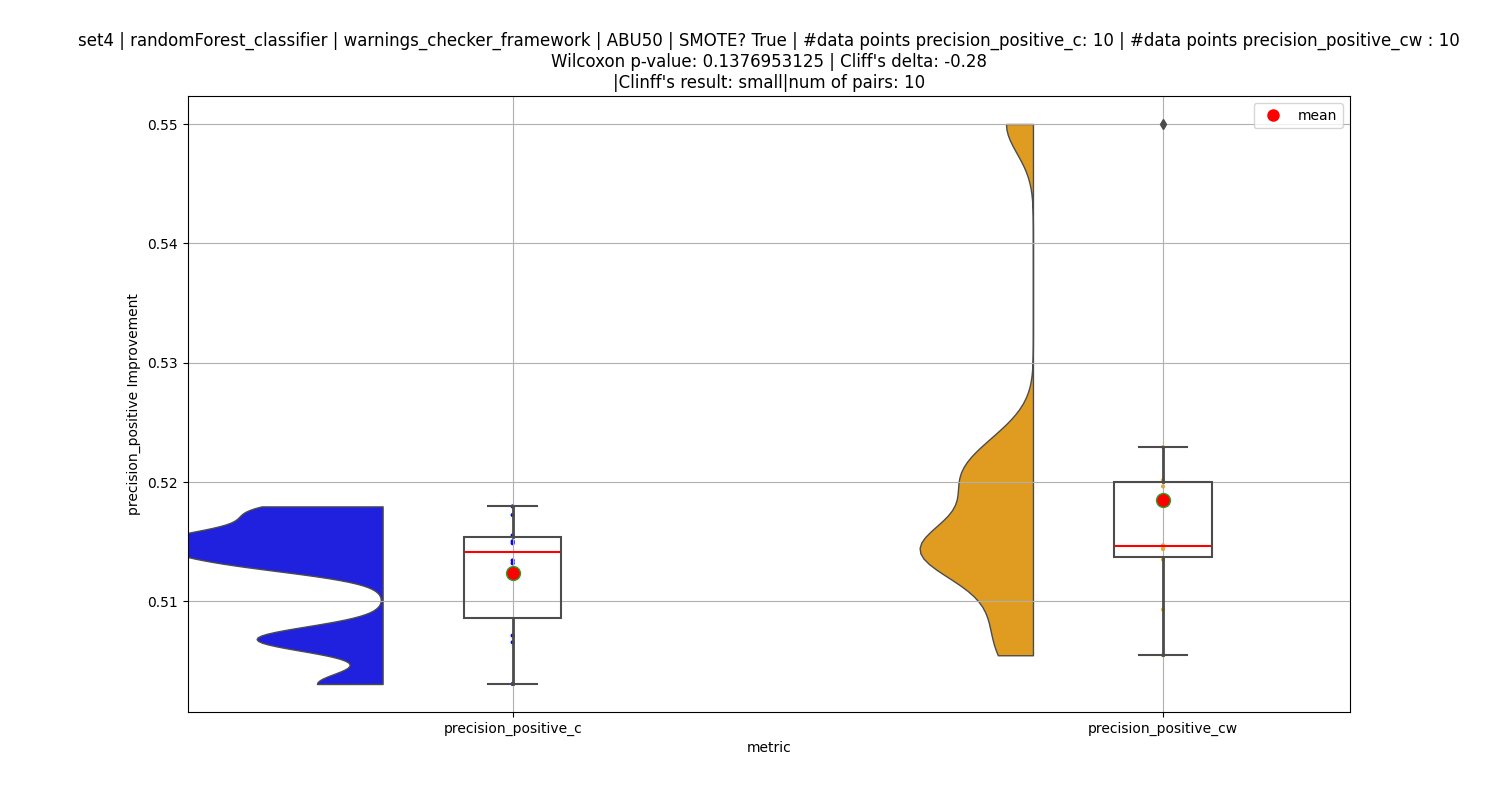 set4 | randomForest_classifier | warnings_checker_framework | ABU50 | SMOTE? True | #data points precision_positive_c: 10 | #data points precision_positive_cw : 10
Wilcoxon p-value: 0.1376953125 | Cliff's delta: -0.28
|Clinff's result: small|num of pairs: 10
mean
0.55
0.54
0.53
0.52
0.51
precision_positive Improvement
precision_positive_c
precision_positive_cw
metric